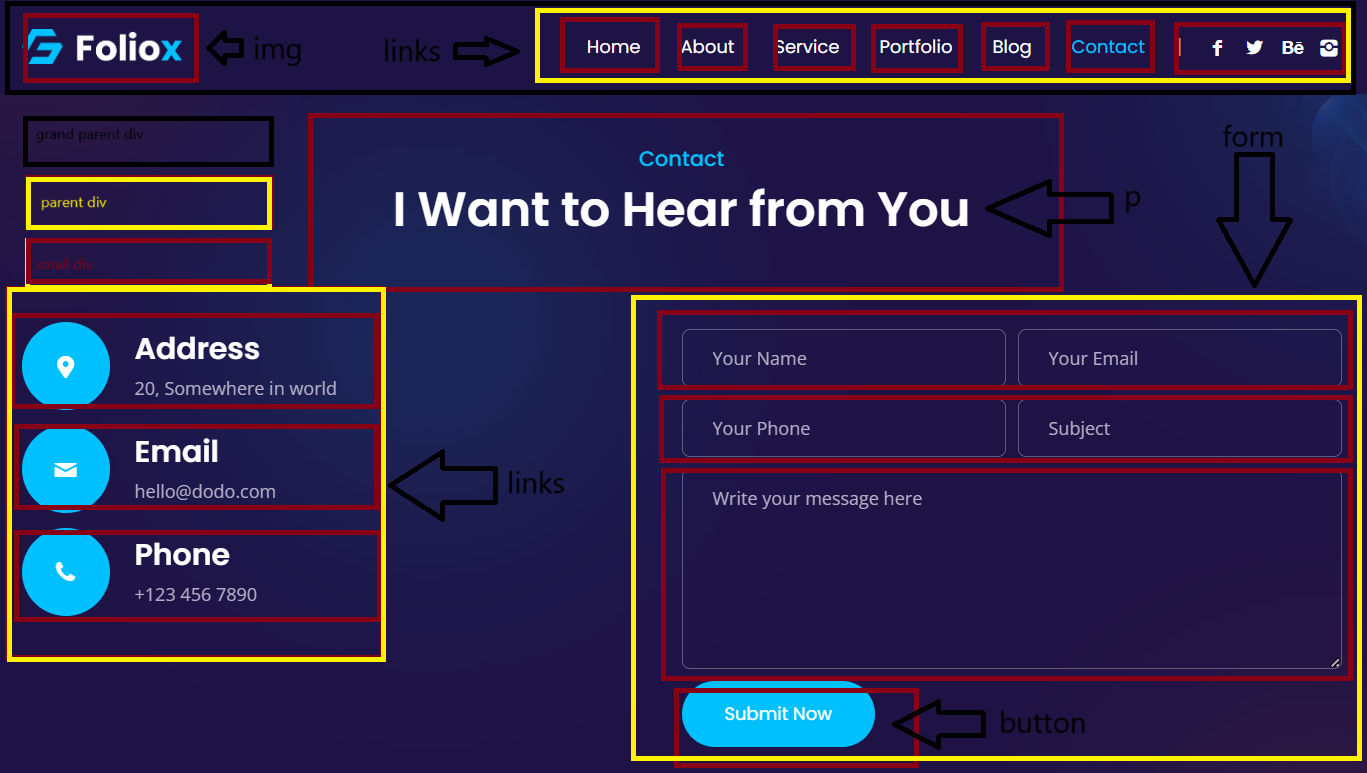 Foliox
img
links
Home
About
Service
Portfolio
Blog
Contact
Bē
grand parent div
parent div
small div
Contact
I Want to Hear from You
p
form
Address
20, Somewhere in world
Email
hello@dodo.com
links
Phone
+123 456 7890
Your Name
Your Email
Your Phone
Subject
Write your message here
Submit Now
button